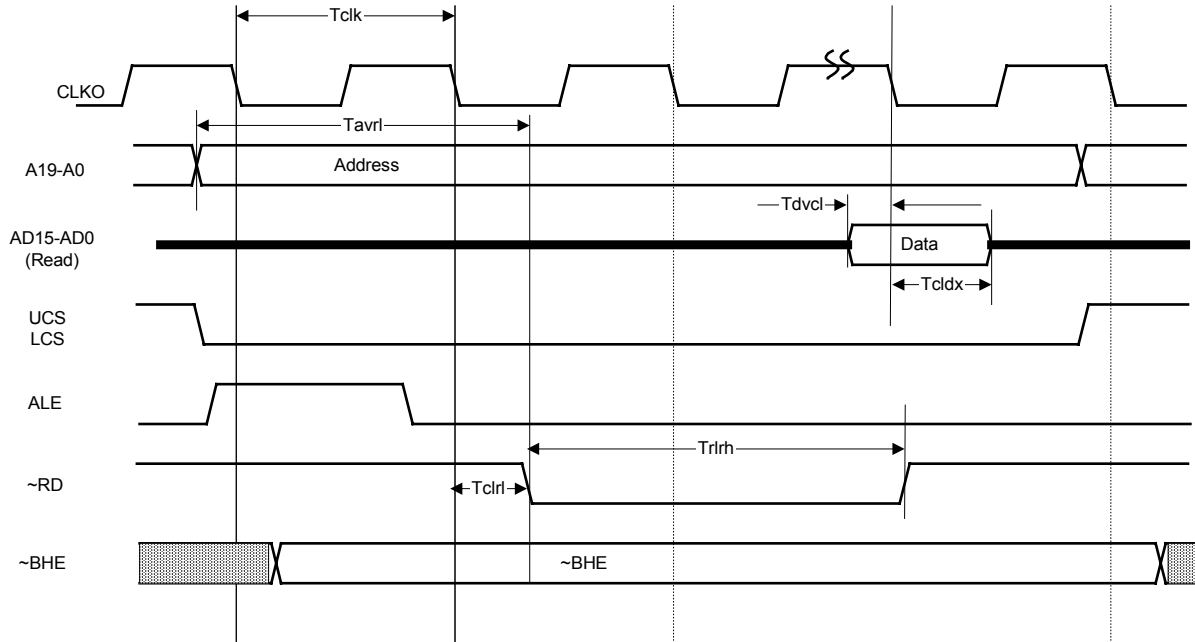 Tclk
CLKO
Tavrl
A19-A0
Address
Tdvcl
AD15-AD0
(Read)
Data
Tcldx
UCS
LCS
ALE
Trlrh
~RD
Tclrl
~BHE
~BHE